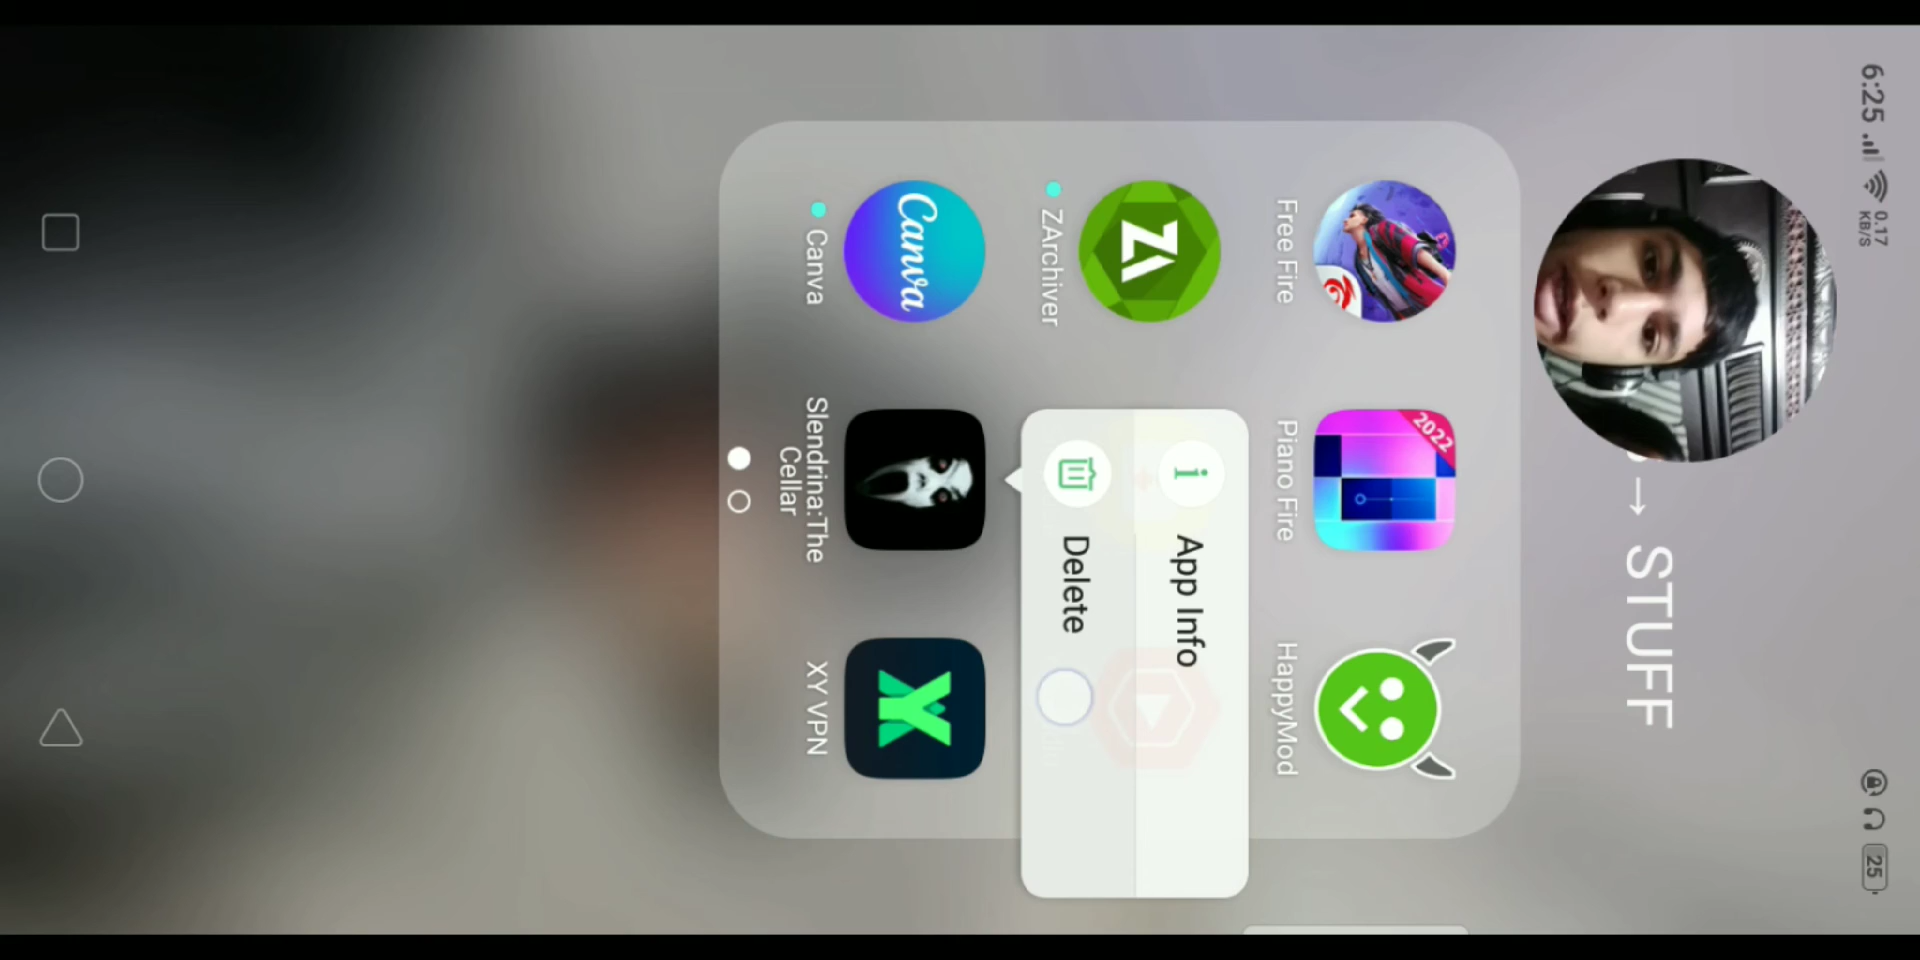 6:25
0.17
KB/S
25
→ STUFF
2022
Free Fire
Piano Fire
HappyMod
App Info
Delete
ZA
ZArchiver
Canva
Canva
Slendrina:The
Cellar
XY VPN